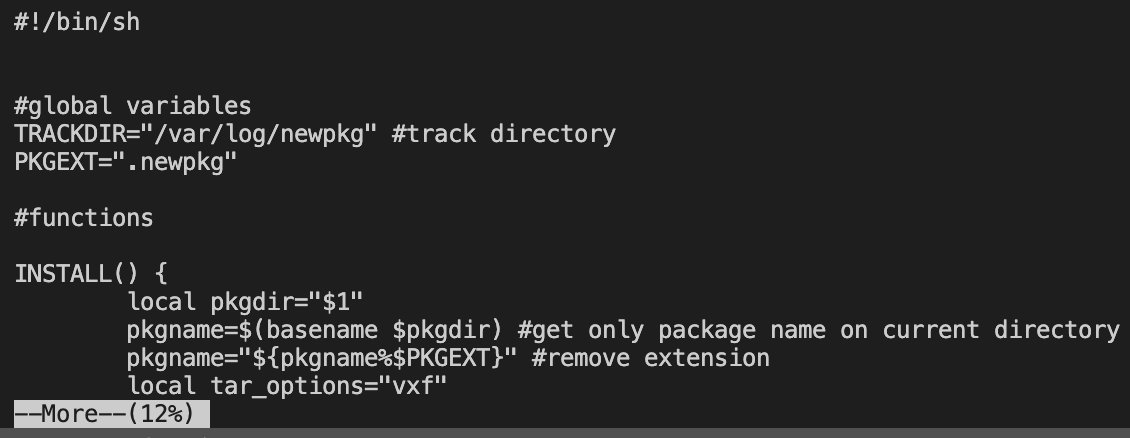 #!/bin/sh
#global variables
TRACKDIR="/var/log/newpkg" #track directory
PKGEXT=".newpkg"
#functions
INSTALL() {
local pkgdir="$1"
pkgname=$(basename $pkgdir) #get only package name on current directory
pkgname="${pkgname%$PKGEXT}" #remove extension
local tar_options="vxf"
--More--(12%)